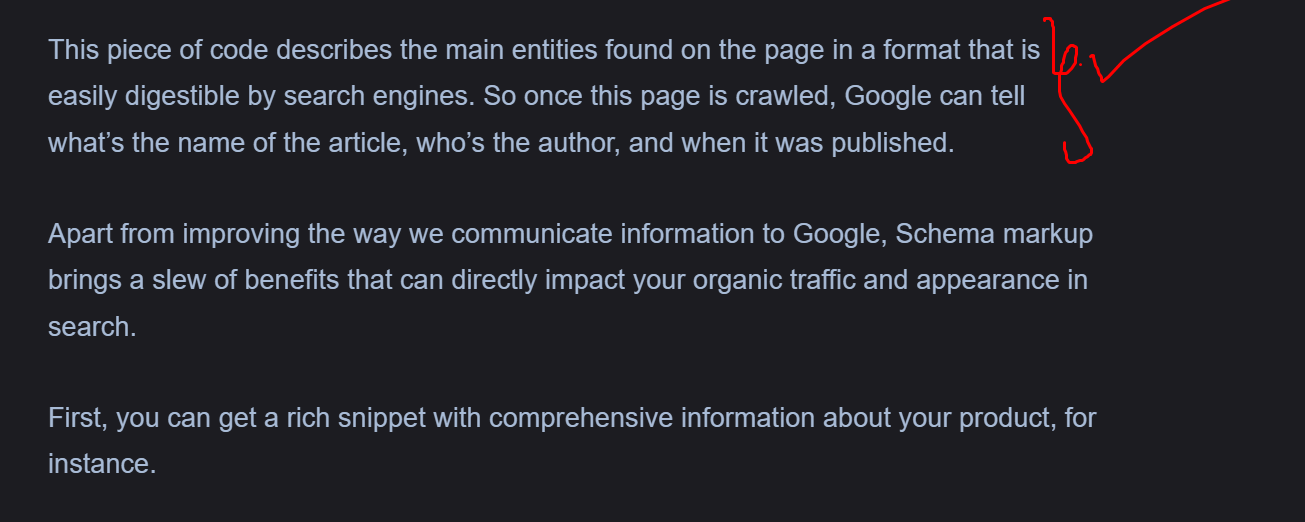 This piece of code describes the main entities found on the page in a format that is
easily digestible by search engines. So once this page is crawled, Google can tell
what’s the name of the article, who’s the author, and when it was published.
Apart from improving the way we communicate information to Google, Schema markup
brings a slew of benefits that can directly impact your organic traffic and appearance in
search.
First, you can get a rich snippet with comprehensive information about your product, for
instance.